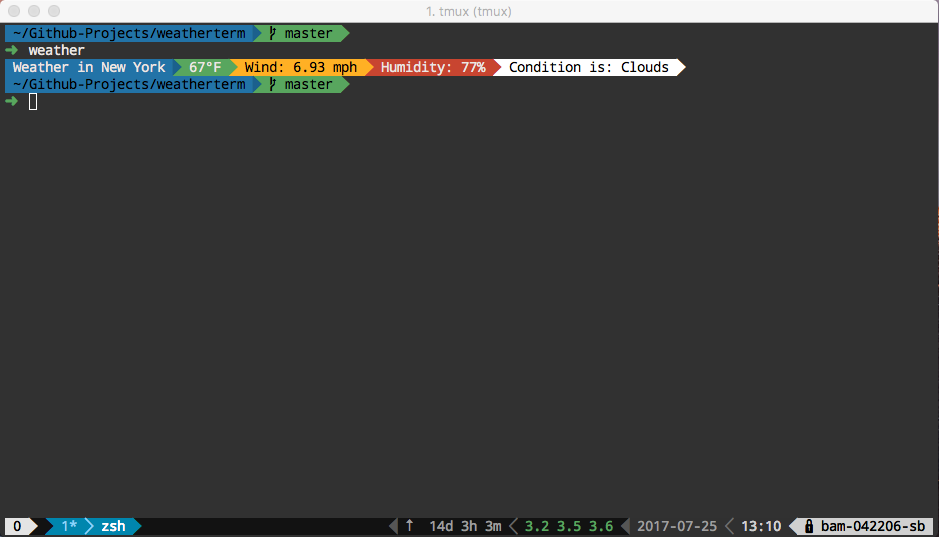 1. tmux (tmux)
~/Github-Projects/weatherterm master
➜ weather
Weather in New York 67°F Wind: 6.93 mph Humidity: 77% Condition is: Clouds
~/Github-Projects/weatherterm master
➜
0 1* zsh ↑ 14d 3h 3m 3.2 3.5 3.6 2017-07-25 13:10 bam-042206-sb